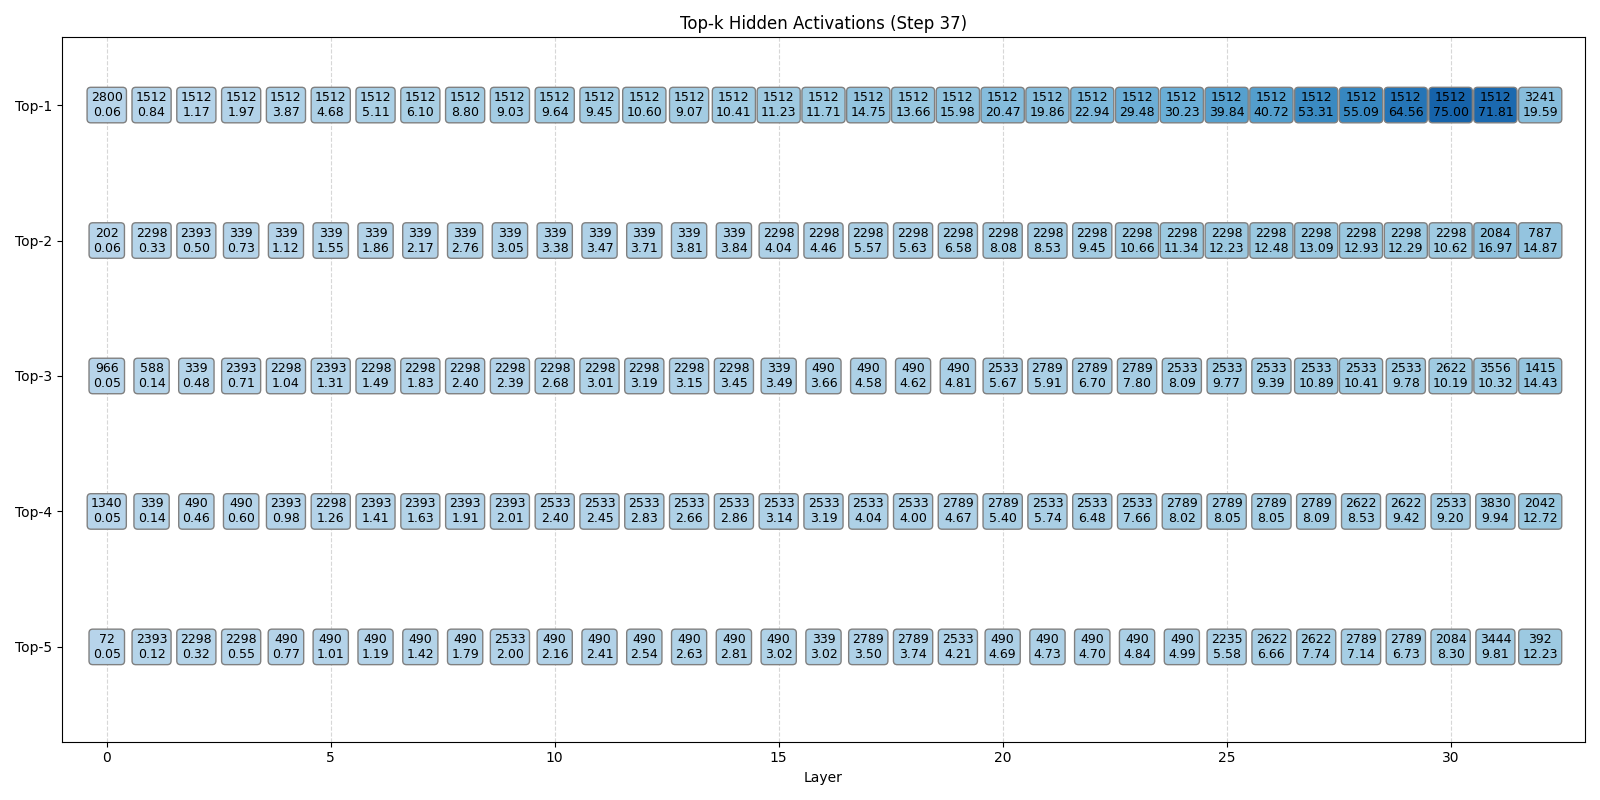 Top-k Hidden Activations (Step 37)
Top-1
2800 1512 1512 1512 1512 1512 1512 1512 1512 1512 1512 1512 1512 1512 1512 1512 1512 1512 1512 1512 1512 1512 1512 1512 1512 1512 1512 1512 1512 1512 1512 1512 3241
0.06 0.84 1.17 1.97 3.87 4.68 5.11 6.10 8.80 9.03 9.64 9.45 10.60 9.07 10.41 11.23 11.71 14.75 13.66 15.98 20.47 19.86 22.94 29.48 30.23 39.84 40.72 53.31 55.09 64.56 75.00 71.81 19.59
Top-2
202 2298 2393 339 339 339 339 339 339 339 339 339 339 339 339 2298 2298 2298 2298 2298 2298 2298 2298 2298 2298 2298 2298 2298 2298 2298 2298 2084 787
0.06 0.33 0.50 0.73 1.12 1.55 1.86 2.17 2.76 3.05 3.38 3.47 3.71 3.81 3.84 4.04 4.46 5.57 5.63 6.58 8.08 8.53 9.45 10.66 11.34 12.23 12.48 13.09 12.93 12.29 10.62 16.97 14.87
Top-3
966 588 339 2393 2298 2393 2298 2298 2298 2298 2298 2298 2298 2298 2298 339 490 490 490 490 2533 2789 2789 2789 2533 2533 2533 2533 2533 2533 2622 3556 1415
0.05 0.14 0.48 0.71 1.04 1.31 1.49 1.83 2.40 2.39 2.68 3.01 3.19 3.15 3.45 3.49 3.66 4.58 4.62 4.81 5.67 5.91 6.70 7.80 8.09 9.77 9.39 10.89 10.41 9.78 10.19 10.32 14.43
Top-4
1340 339 490 490 2393 2298 2393 2393 2393 2393 2533 2533 2533 2533 2533 2533 2533 2533 2533 2789 2789 2533 2533 2533 2789 2789 2789 2789 2622 2622 2533 3830 2042
0.05 0.14 0.46 0.60 0.98 1.26 1.41 1.63 1.91 2.01 2.40 2.45 2.83 2.66 2.86 3.14 3.19 4.04 4.00 4.67 5.40 5.74 6.48 7.66 8.02 8.05 8.05 8.09 8.53 9.42 9.20 9.94 12.72
Top-5
72 2393 2298 2298 490 490 490 490 490 2533 490 490 490 490 490 490 339 2789 2789 2533 490 490 490 490 490 2235 2622 2622 2789 2789 2084 3444 392
0.05 0.12 0.32 0.55 0.77 1.01 1.19 1.42 1.79 2.00 2.16 2.41 2.54 2.63 2.81 3.02 3.02 3.50 3.74 4.21 4.69 4.73 4.70 4.84 4.99 5.58 6.66 7.74 7.14 6.73 8.30 9.81 12.23
0 5 10 15 20 25 30
Layer